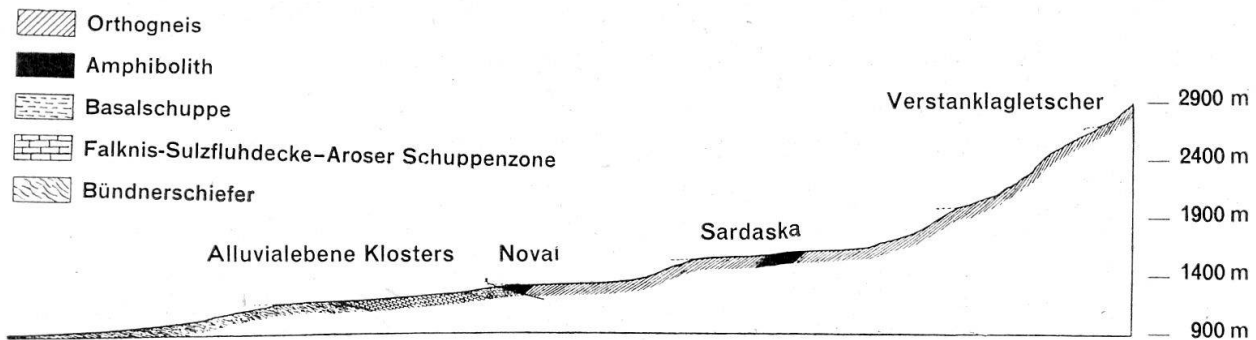 Orthogneis
Amphibolith
Basalschuppe
Falknis-Sulzfluhdecke–Aroser Schuppenzone
Bündnerschiefer
Alluvialebene Klosters
Novai
Sardaska
Verstanklagletscher
2900 m
2400 m
1900 m
1400 m
900 m